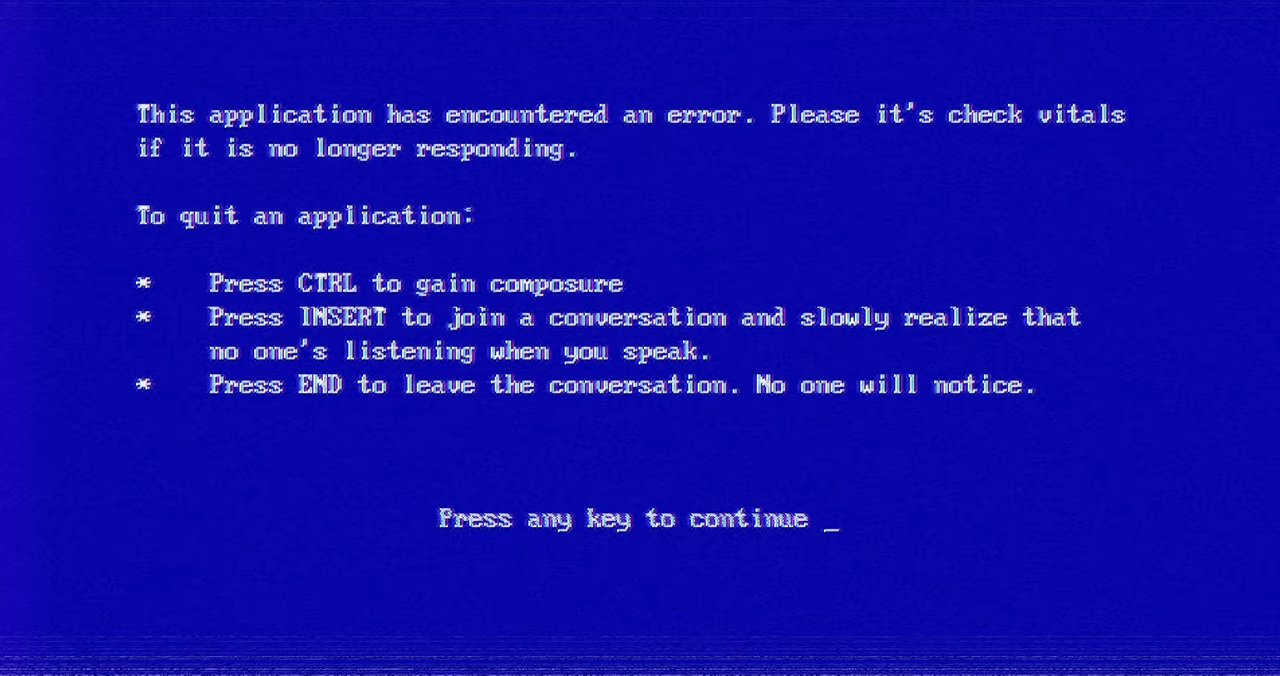 This application has encountered an error. Please it's check vitals
if it is no longer responding.
To quit an application:
* Press CTRL to gain composure
* Press INSERT to join a conversation and slowly realize that
no one's listening when you speak.
* Press END to leave the conversation. No one will notice.
Press any key to continue _